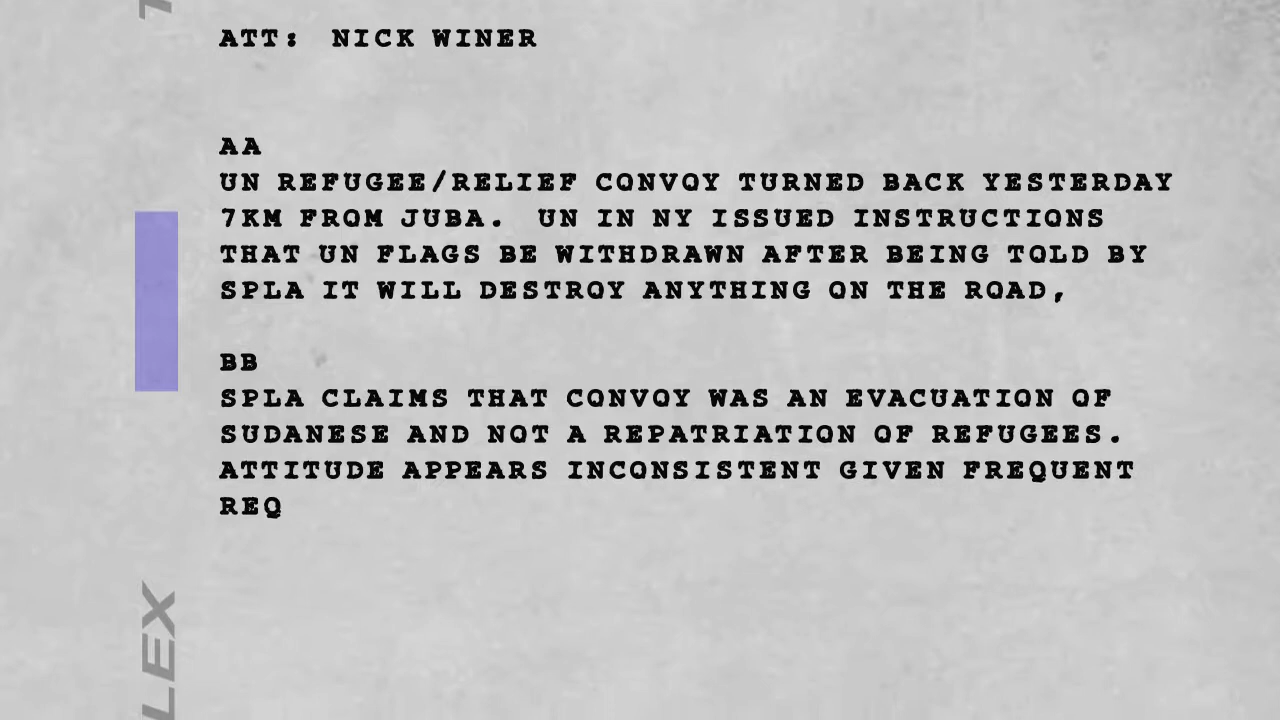 ATT: NICK WINER
AA
UN REFUGEE/RELIEF CONVOY TURNED BACK YESTERDAY
7KM FROM JUBA. UN IN NY ISSUED INSTRUCTIONS
THAT UN FLAGS BE WITHDRAWN AFTER BEING TOLD BY
SPLA IT WILL DESTROY ANYTHING ON THE ROAD,
BB
SPLA CLAIMS THAT CONVOY WAS AN EVACUATION OF
SUDANESE AND NOT A REPATRIATION OF REFUGEES.
ATTITUDE APPEARS INCONSISTENT GIVEN FREQUENT
REQ
LEX